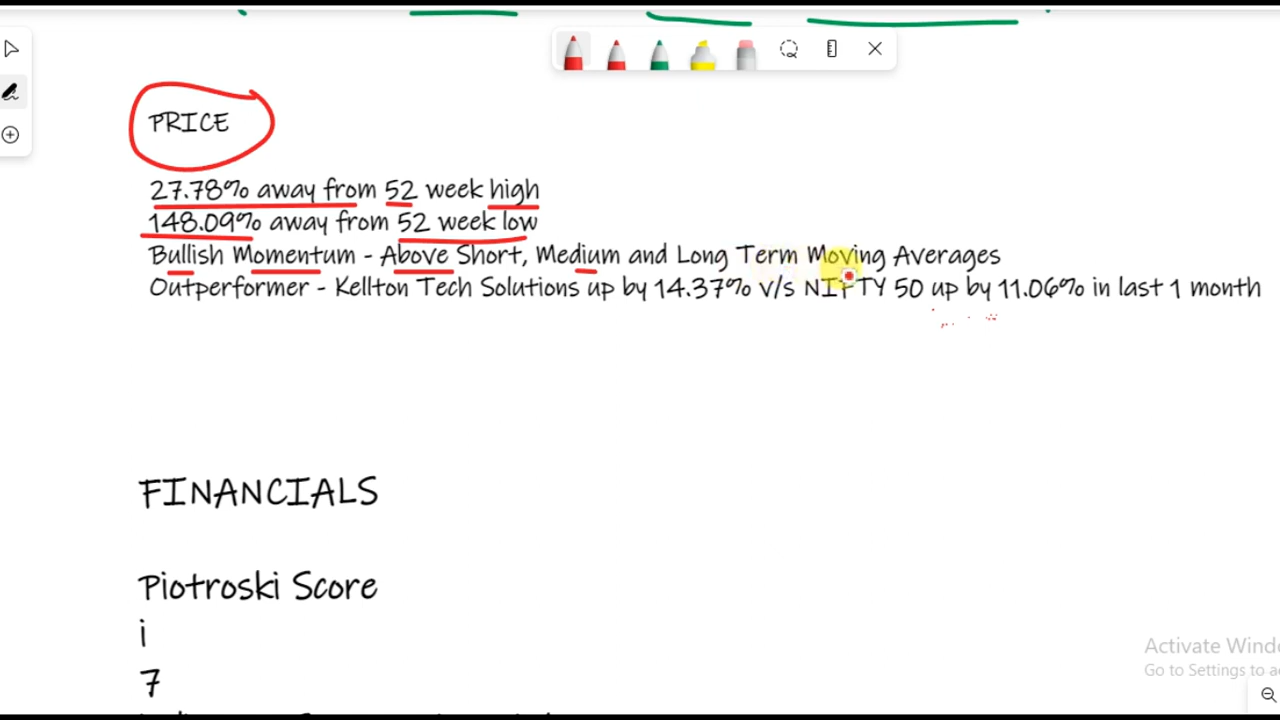 PRICE
27.78% away from 52 week high
148.09% away from 52 week low
Bullish Momentum - Above Short, Medium and Long Term Moving Averages
Outperformer - Kellton Tech Solutions up by 14.37% v/s NIFTY 50 up by 11.06% in last 1 month
FINANCIALS
Piotroski Score
i
7
Activate Windo
Go to Settings to a